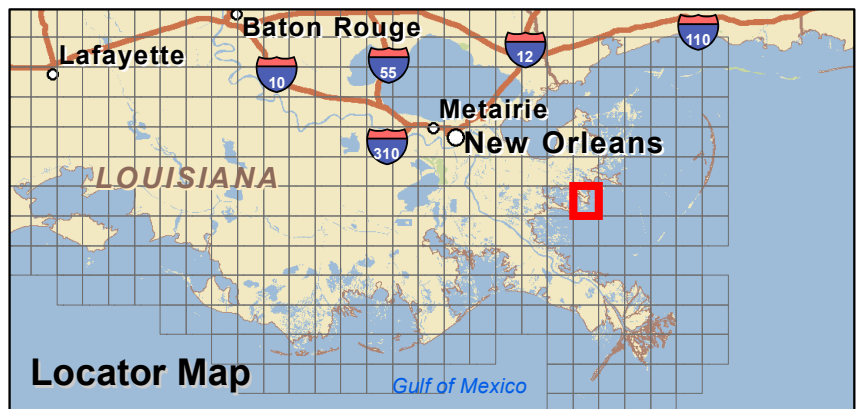 Baton Rouge
110
12
Lafayette
55
10
Metairie
New Orleans
310
LOUISIANA
Locator Map
Gulf of Mexico